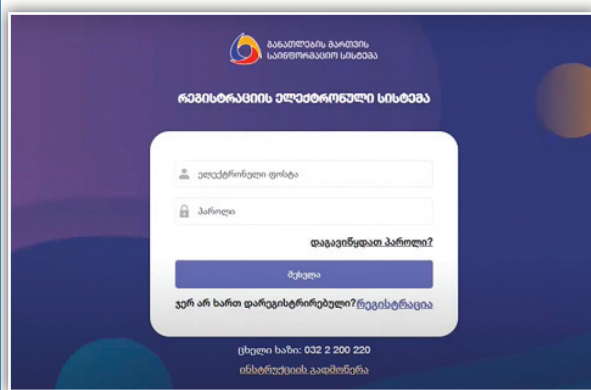 განათლების მართვის
საინფორმაციო სისტემა
რეგისტრაციის ელექტრონული სისტემა
ელექტრონული ფოსტა
პაროლი
დაგავიწყდათ პაროლი?
შესვლა
ჯერ არ ხართ დარეგისტრირებული? რეგისტრაცია
ცხელი ხაზი: 032 2 200 220
ინსტრუქციის გადმოწერა